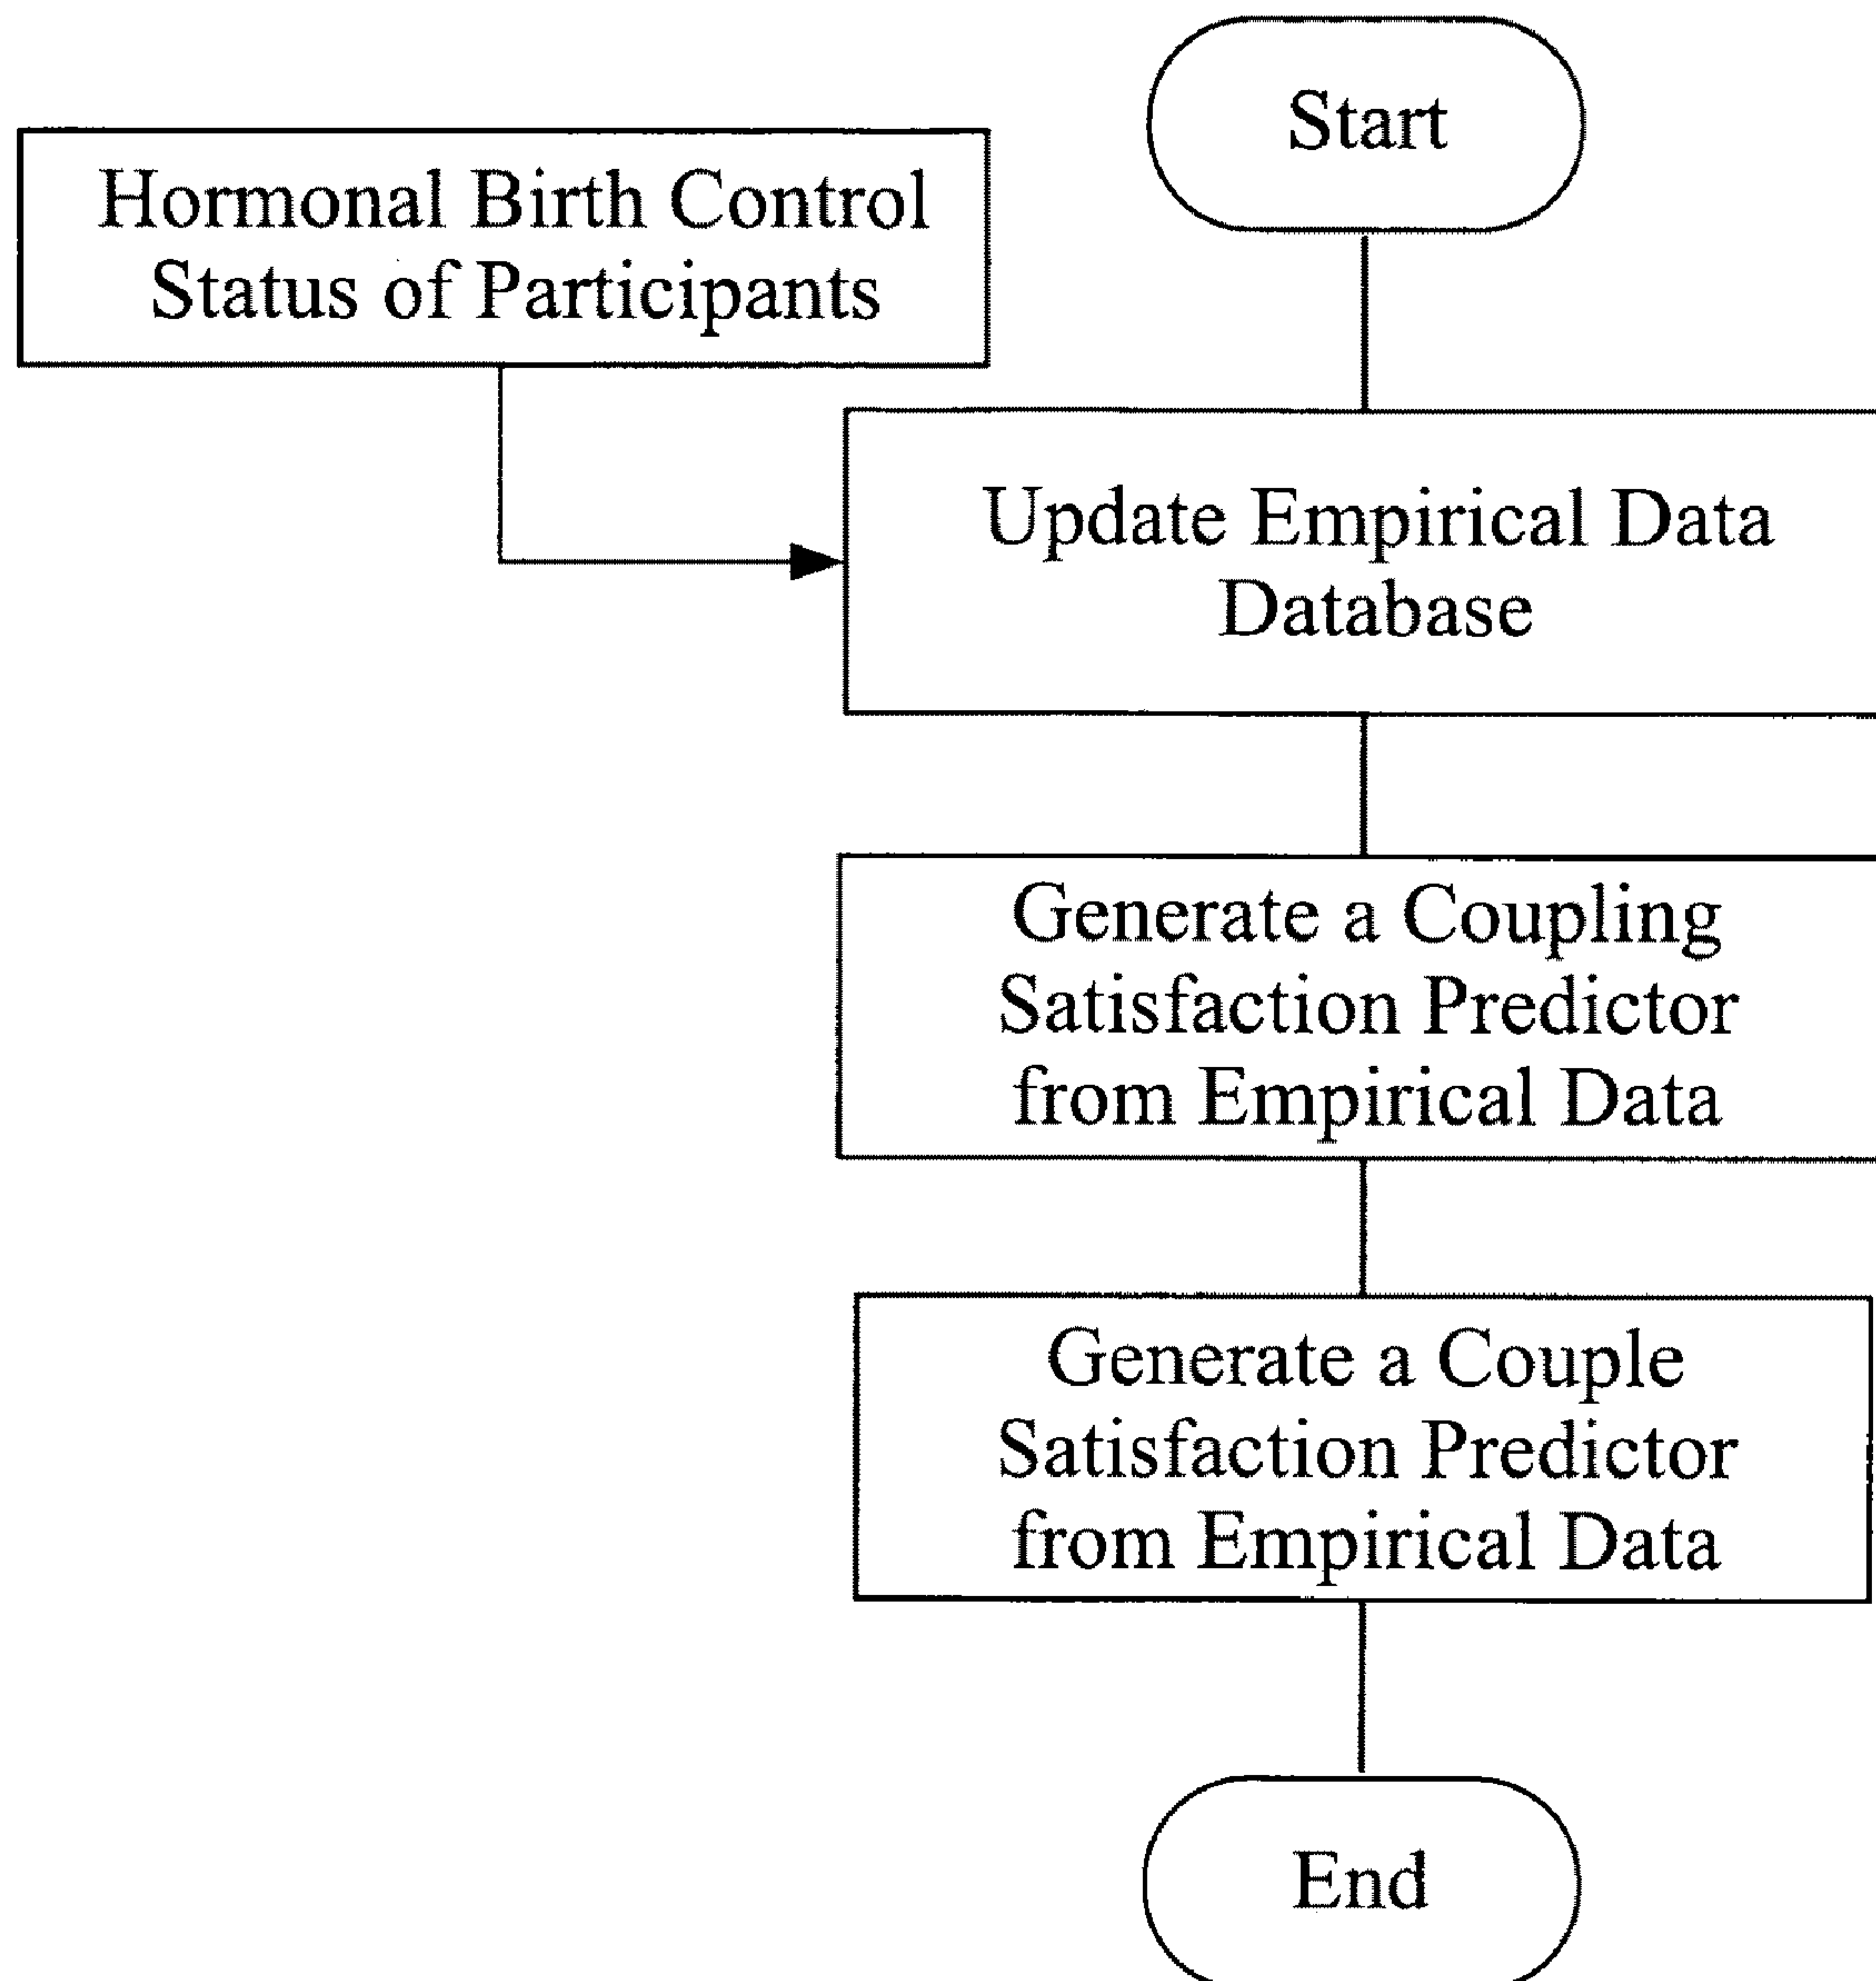 Start
Hormonal Birth Control
Status of Participants
Update Empirical Data
Database
Generate a Coupling
Satisfaction Predictor
from Empirical Data
Generate a Couple
Satisfaction Predictor
from Empirical Data
End